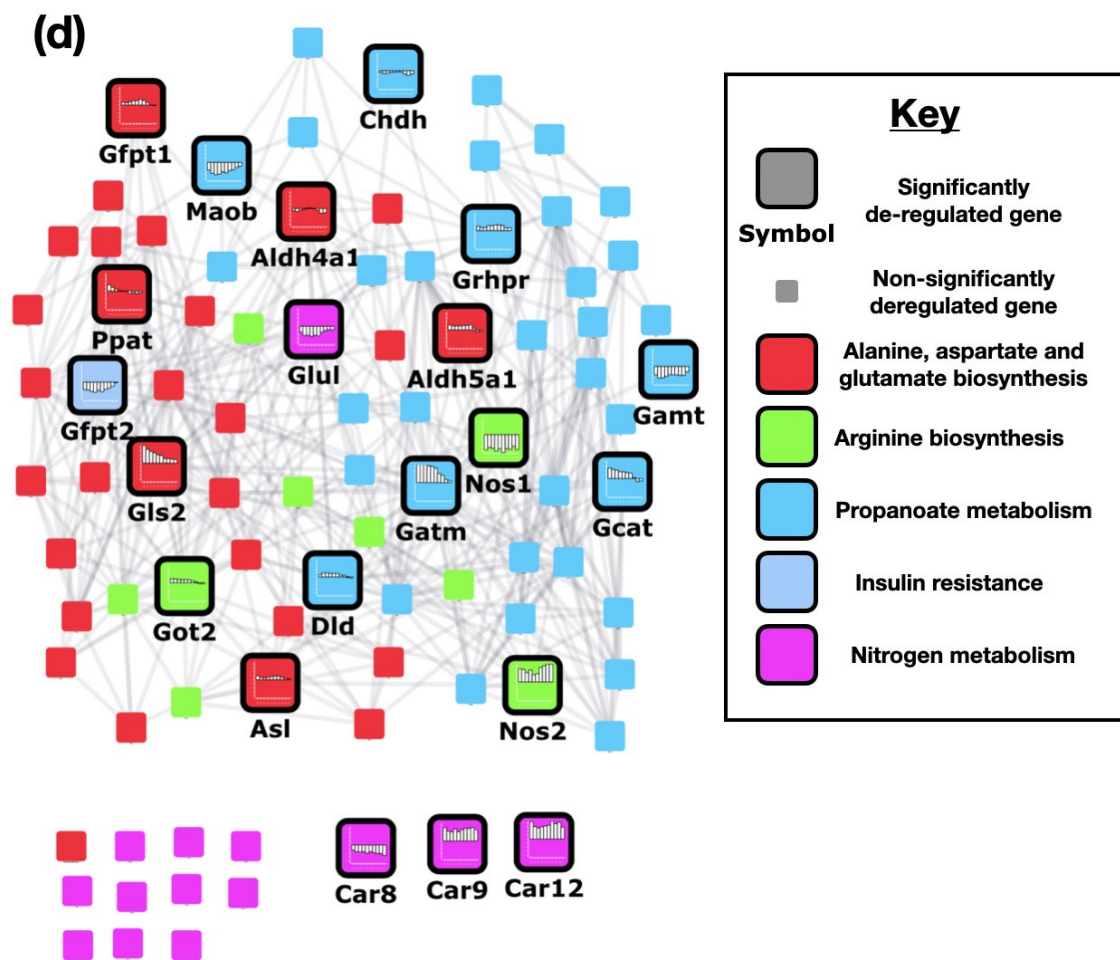 (d)
Chdh
Gfpt1
Maob
Aldh4a1
Grhpr
Ppat
Glul
Aldh5a1
Gamt
Gfpt2
Nos1
Gls2
Gatm
Gcat
Got2
Dld
Asl
Nos2
Car8
Car9
Car12
Key
Symbol
Significantly
de-regulated gene
Non-significantly
deregulated gene
Alanine, aspartate and
glutamate biosynthesis
Arginine biosynthesis
Propanoate metabolism
Insulin resistance
Nitrogen metabolism